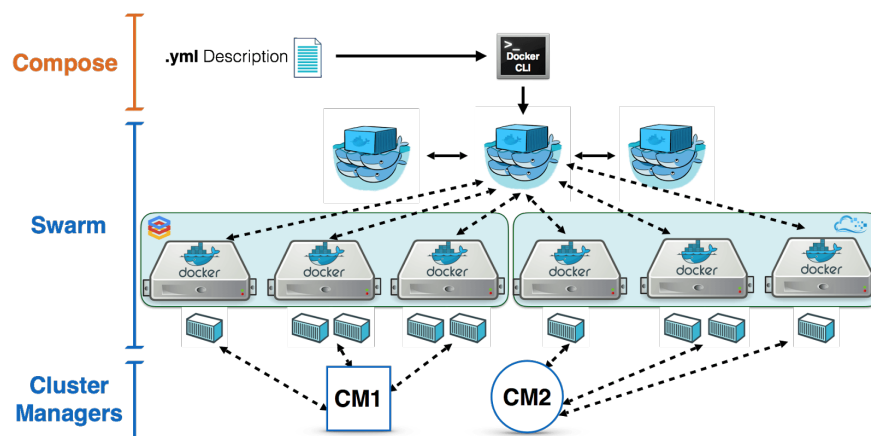 Compose
.yml Description
>_
Docker
CLI
Swarm
docker
docker
docker
docker
docker
docker
Cluster
Managers
CM1
CM2